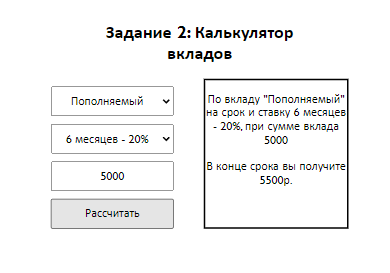 Задание 2: Калькулятор
вкладов
Пополняемый
6 месяцев - 20%
5000
Рассчитать
По вкладу "Пополняемый"
на срок и ставку 6 месяцев
- 20%, при сумме вклада
5000
В конце срока вы получите
5500р.